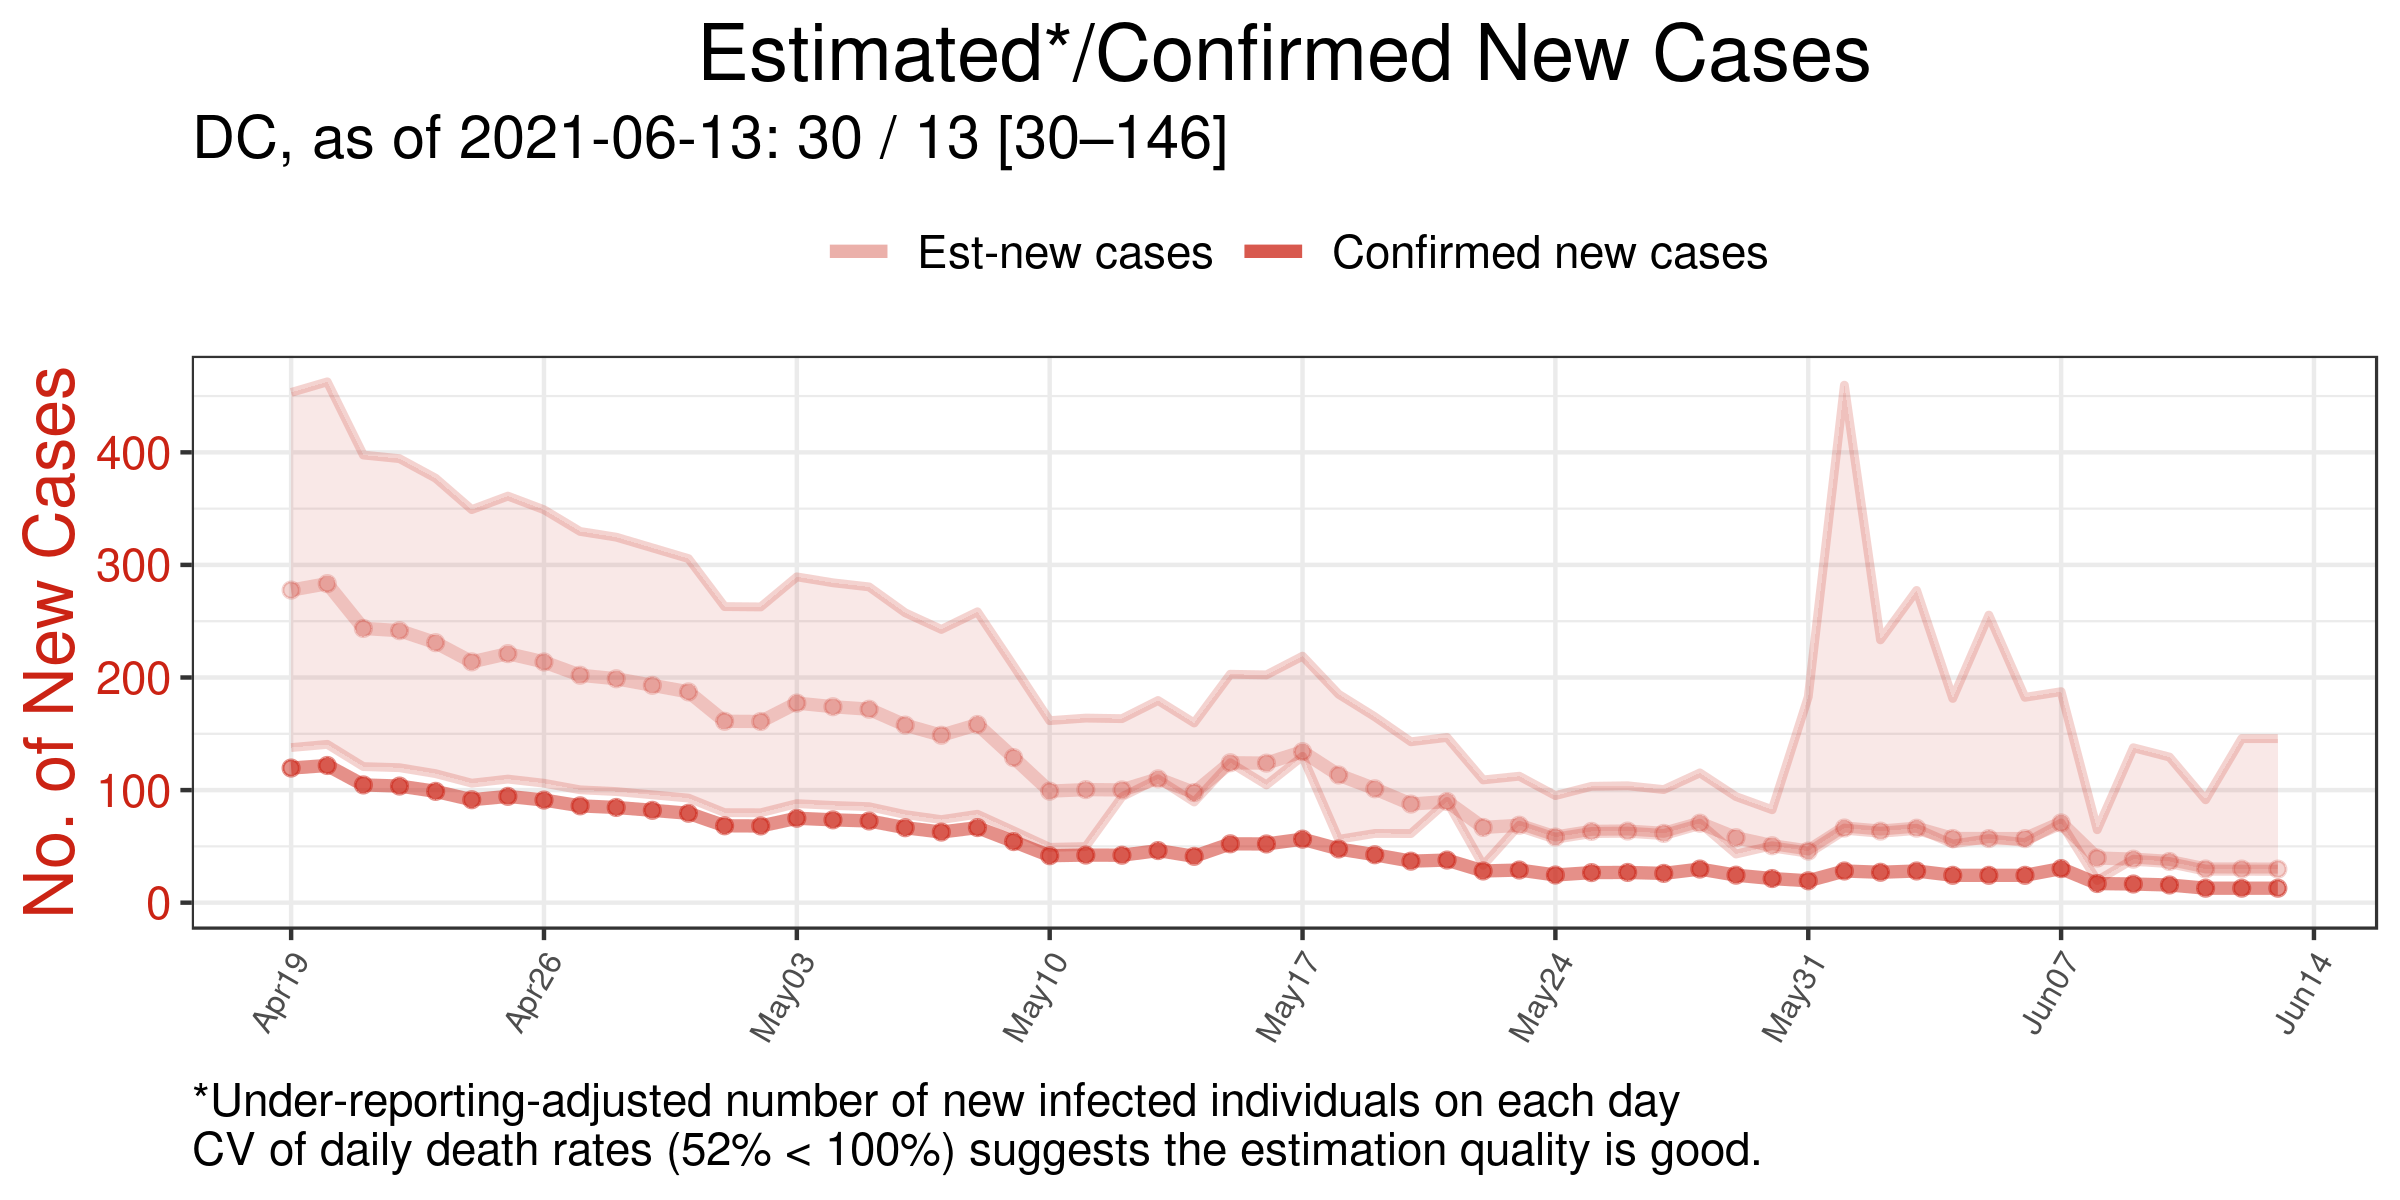 Estimated*/Confirmed New Cases
DC, as of 2021-06-13: 30 / 13 [30–146]
Est-new cases
Confirmed new cases
No. of New Cases
400
300
200
100
0
Apr19
Apr26
May03
May10
May17
May24
May31
Jun07
Jun14
*Under-reporting-adjusted number of new infected individuals on each day
CV of daily death rates (52% < 100%) suggests the estimation quality is good.